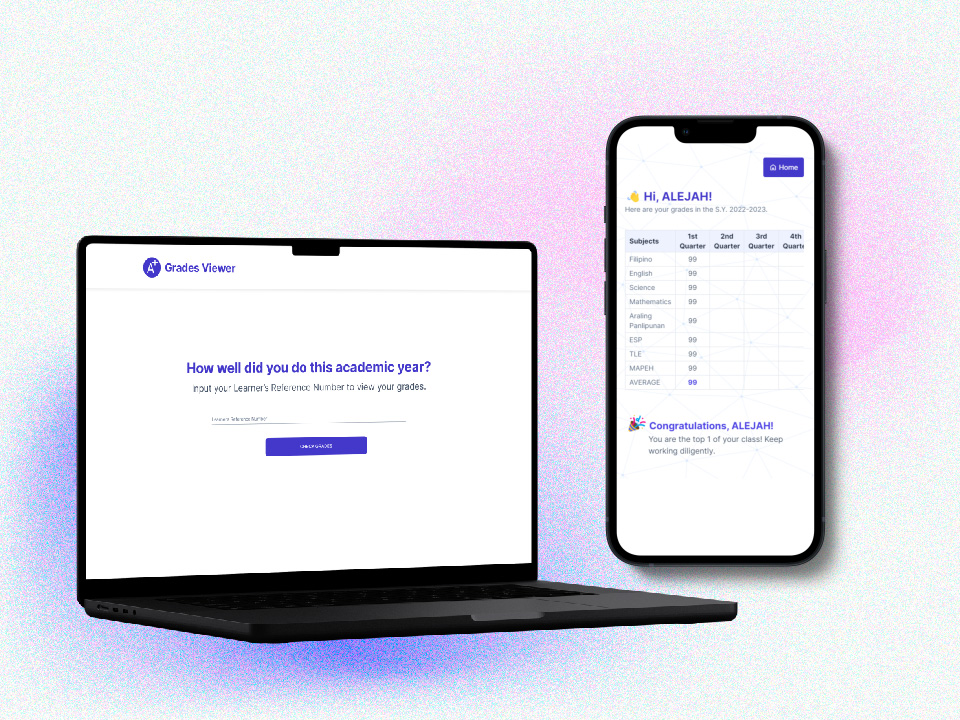 A+ Grades Viewer
How well did you do this academic year?
Input your Learner's Reference Number to view your grades.
Learner's Reference Number
CHECK GRADES
Home
👋 Hi, ALEJAH!
Here are your grades in the S.Y. 2022-2023.
Subjects 1st Quarter 2nd Quarter 3rd Quarter 4th Quarte
Filipino 99
English 99
Science 99
Mathematics 99
Araling Panlipunan 99
ESP 99
TLE 99
MAPEH 99
AVERAGE 99
🎉 Congratulations, ALEJAH!
You are the top 1 of your class! Keep
working diligently.